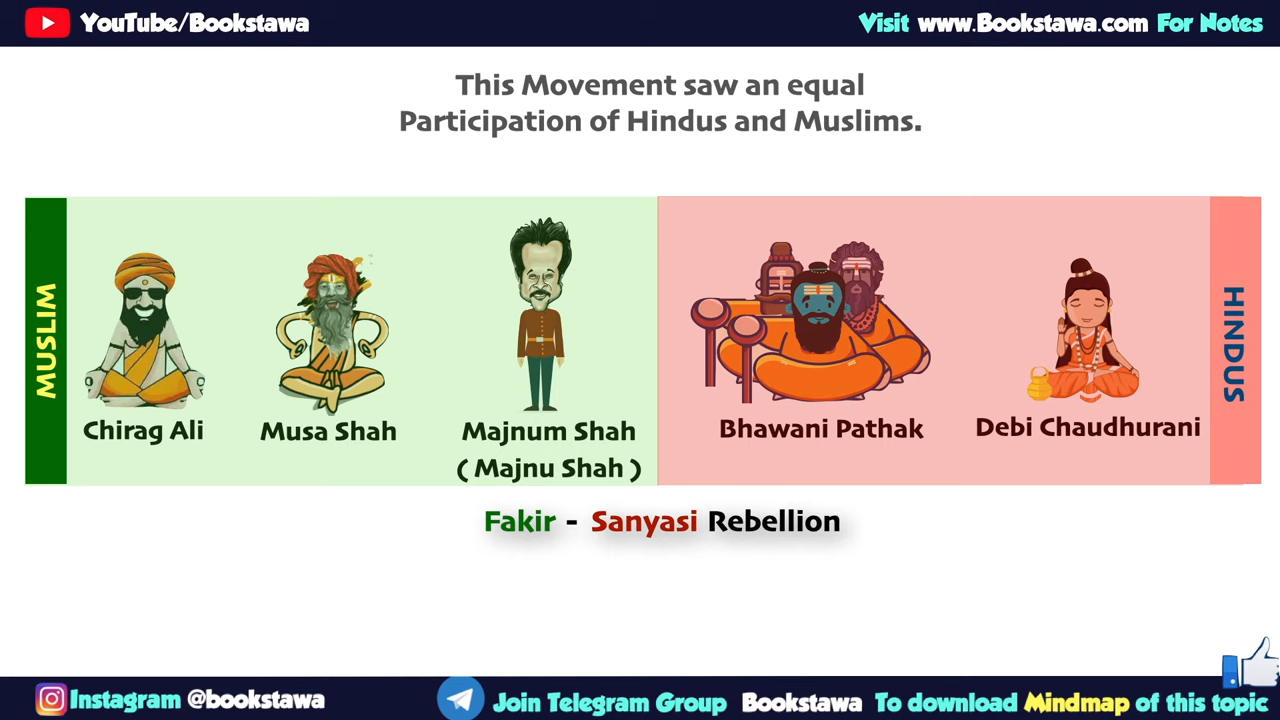 YouTube/Bookstawa
Visit www.Bookstawa.com For Notes
This Movement saw an equal
Participation of Hindus and Muslims.
MUSLIM
Chirag Ali
Musa Shah
Majnum Shah
( Majnu Shah )
Bhawani Pathak
Debi Chaudhurani
HINDUS
Fakir - Sanyasi Rebellion
Instagram @bookstawa
Join Telegram Group Bookstawa To download Mindmap of this topic